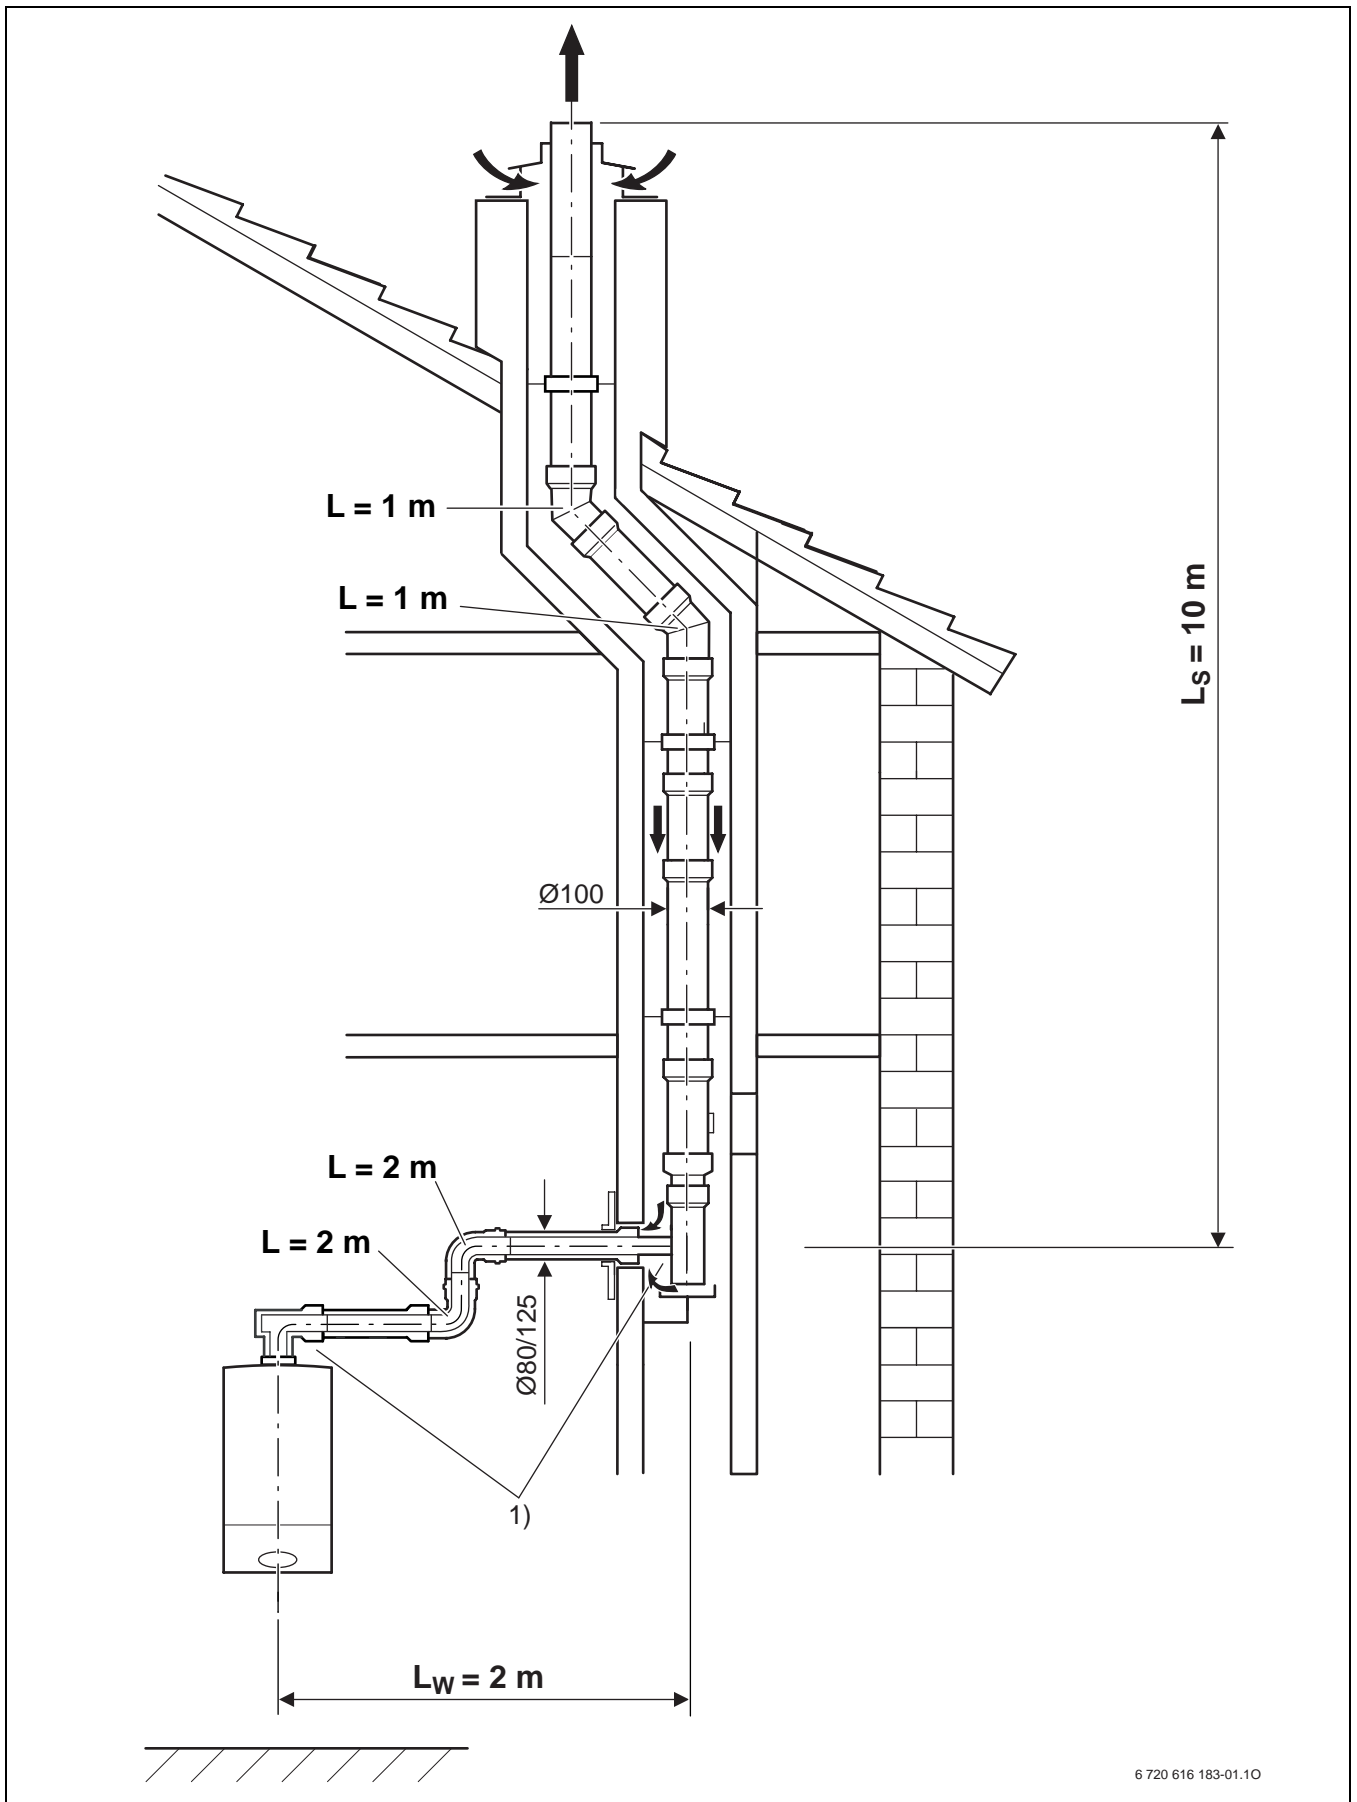 L = 1 m
L = 1 m
LS = 10 m
Ø100
L = 2 m
L = 2 m
Ø80/125
1)
LW = 2 m
6 720 616 183-01.1O